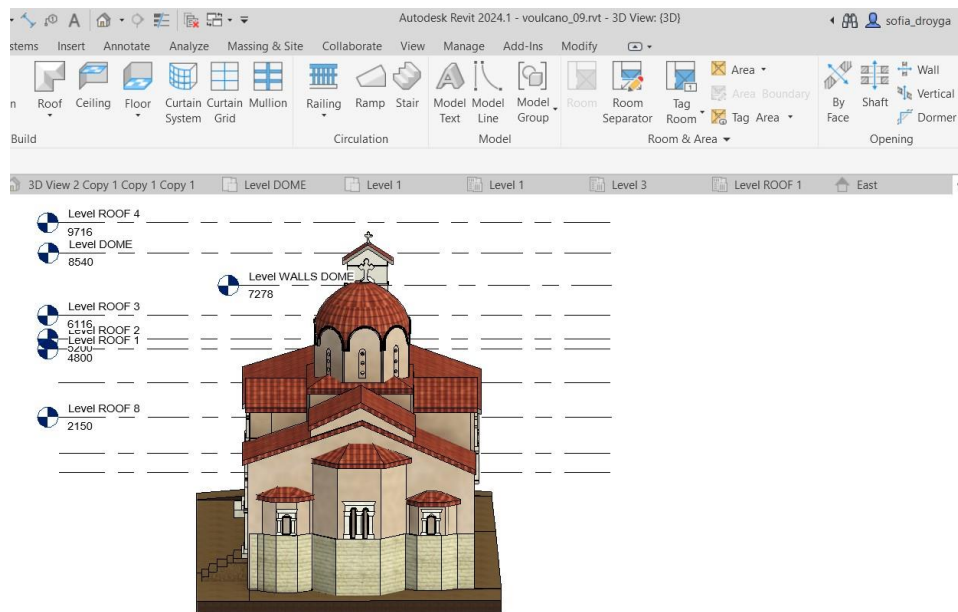 Autodesk Revit 2024.1 - voulcano_09.rvt - 3D View: {3D}
sofia_droyga
stems Insert Annotate Analyze Massing & Site Collaborate View Manage Add-Ins Modify
n Roof Ceiling Floor Curtain System Curtain Grid Mullion Railing Ramp Stair Model Text Model Line Model Group Room Room Separator Tag Room
Area
Area Boundary
Tag Area
By Face
Shaft
Wall
Vertical
Dormer
Build Circulation Model Room & Area Opening
3D View 2 Copy 1 Copy 1 Copy 1 Level DOME Level 1 Level 1 Level 3 Level ROOF 1 East
Level ROOF 4
9716
Level DOME
8540
Level WALLS DOME
7278
Level ROOF 3
6116
Level ROOF 2
Level ROOF 1
5200
4800
Level ROOF 8
2150